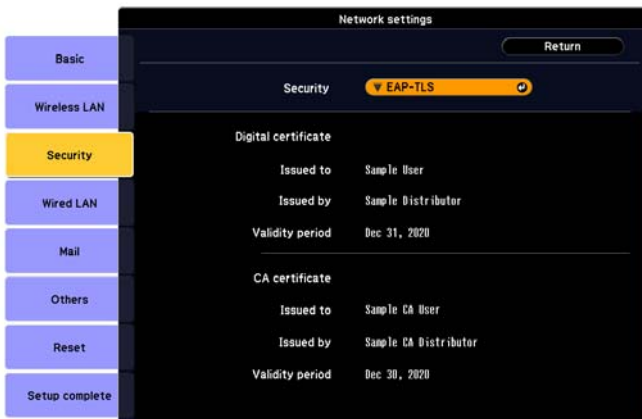 Network settings
Return
Basic
Wireless LAN
Security
Wired LAN
Mail
Others
Reset
Setup complete
Security EAP-TLS
Digital certificate
Issued to Sample User
Issued by Sample Distributor
Validity period Dec 31, 2020
CA certificate
Issued to Sample CA User
Issued by Sample CA Distributor
Validity period Dec 30, 2020